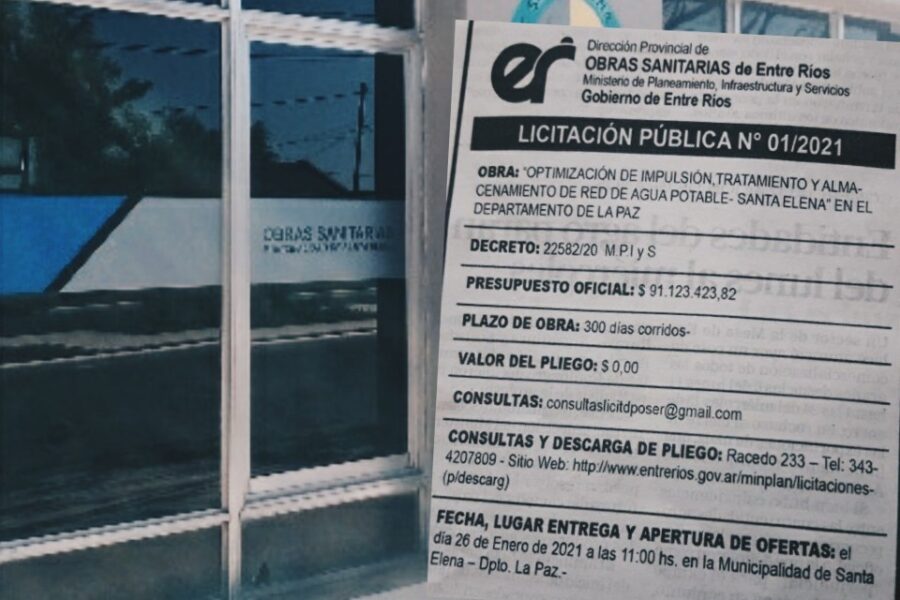 OBRAS SANITARIAS
er
Dirección Provincial de
OBRAS SANITARIAS de Entre Ríos
Ministerio de Planeamiento, Infraestructura y Servicios
Gobierno de Entre Ríos
LICITACIÓN PÚBLICA N° 01/2021
OBRA: "OPTIMIZACIÓN DE IMPULSIÓN,TRATAMIENTO Y ALMA-
CENAMIENTO DE RED DE AGUA POTABLE- SANTA ELENA" EN EL
DEPARTAMENTO DE LA PAZ
DECRETO: 22582/20 M.P.I y S
PRESUPUESTO OFICIAL: $ 91.123.423,82
PLAZO DE OBRA: 300 días corridos-
VALOR DEL PLIEGO: $ 0,00
CONSULTAS: consultaslicitdposer@gmail.com
CONSULTAS Y DESCARGA DE PLIEGO: Racedo 233 – Tel: 343-
4207809 - Sitio Web: http://www.entrerios.gov.ar/minplan/licitaciones-
(p/descarg)
FECHA, LUGAR ENTREGA Y APERTURA DE OFERTAS: el
día 26 de Enero de 2021 a las 11:00 hs. en la Municipalidad de Santa
Elena – Dpto. La Paz.-